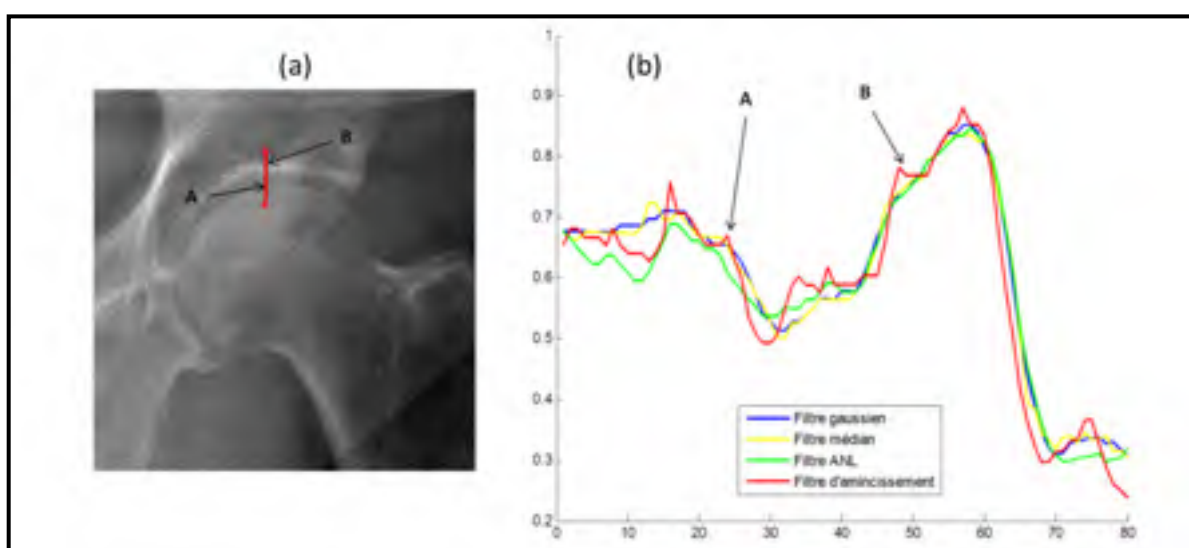 (a)
B
A
(b)
A
B
1
0.9
0.8
0.7
0.6
0.5
0.4
0.3
0.2
0 10 20 30 40 50 60 70 80
Filtre gaussien
Filtre médian
Filtre ANL
Filtre d'amincissement